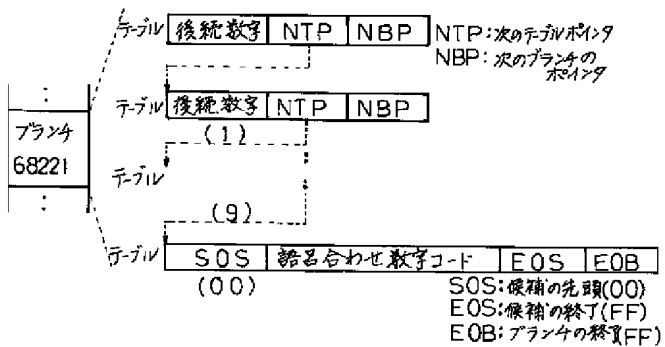 テーブル 後続数字 NTP NBP NTP:次のテーブルポインタ
NBP:次のブランチの
ポインタ
:
テーブル 後続数字 NTP NBP
(1)
ブランチ
68221
テーブル
:
(9)
テーブル SOS 語呂合わせ数字コード EOS EOB
(00) SOS:候補の先頭(00)
EOS:候補の終了(FF)
EOB:ブランチの終了(FF)